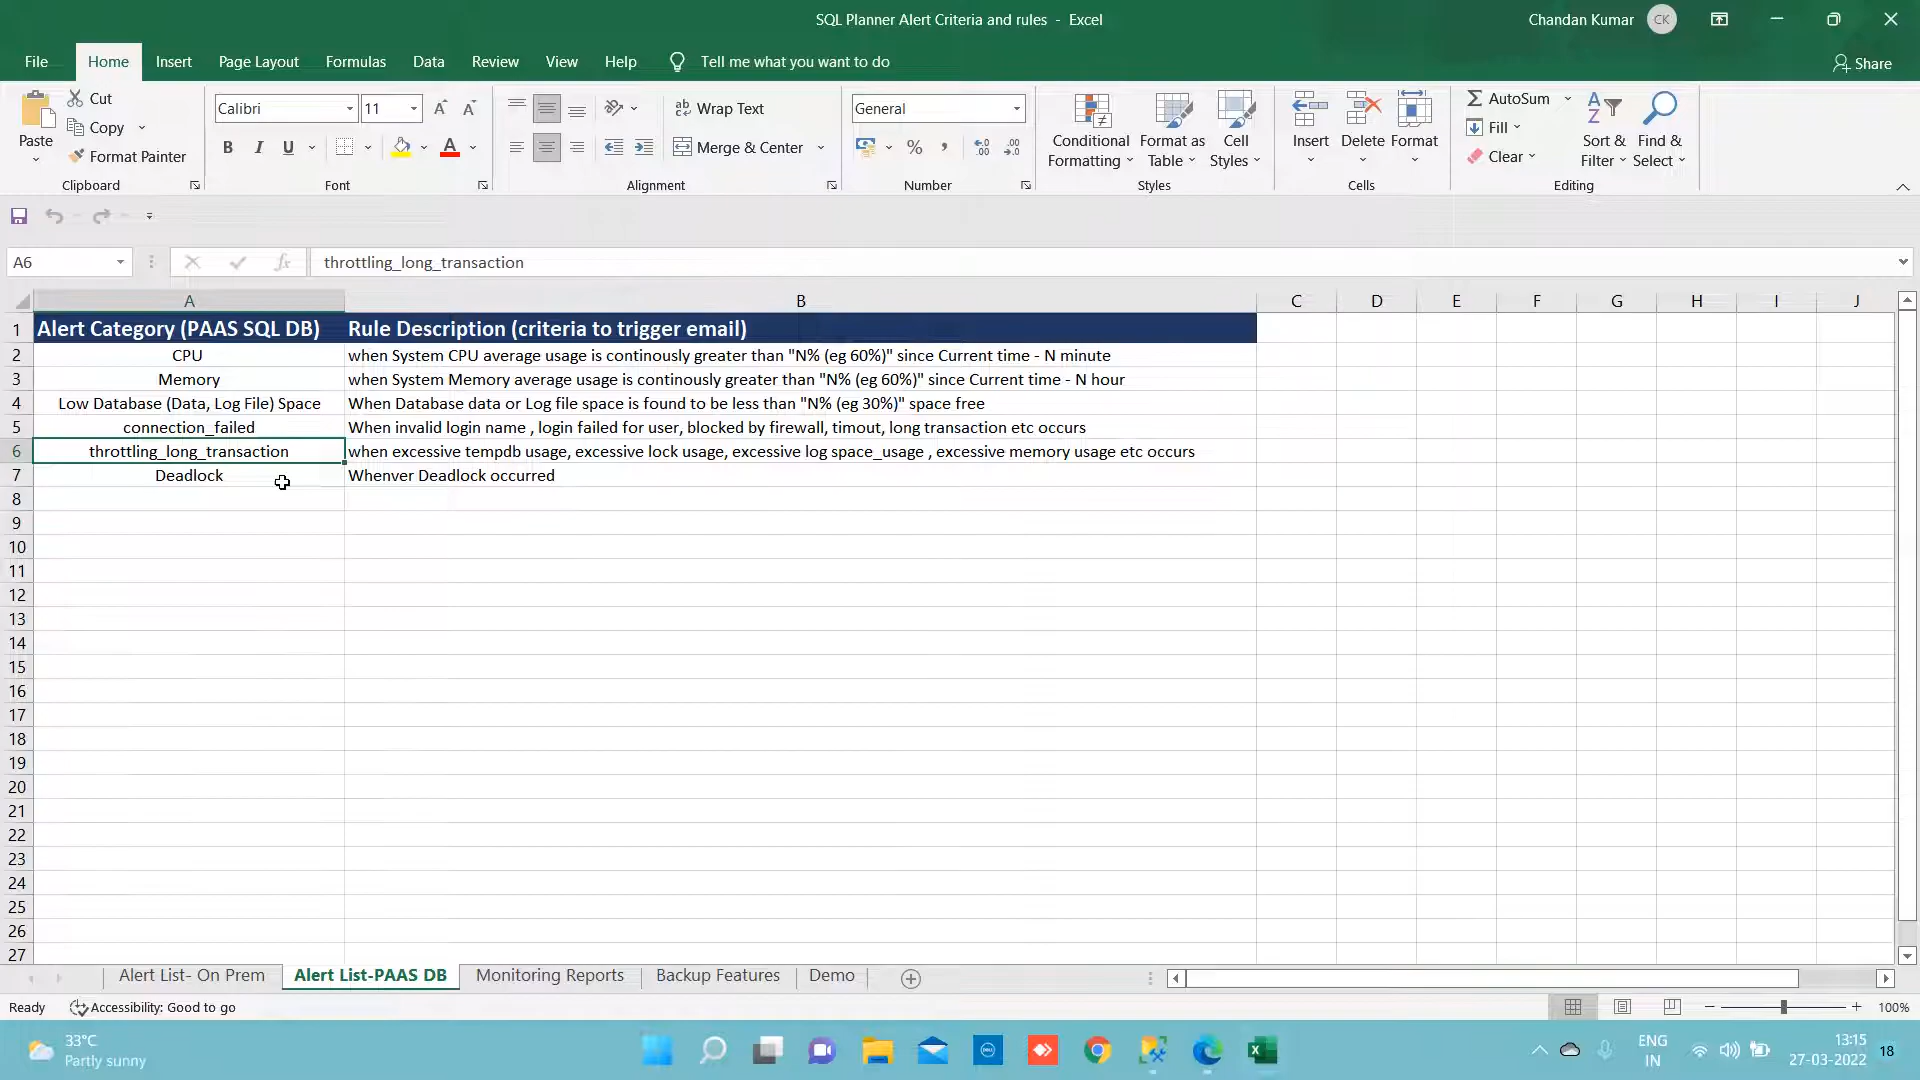 SQL Planner Alert Criteria and rules - Excel
Chandan Kumar CK
File Home Insert Page Layout Formulas Data Review View Help Tell me what you want to do Share
Paste Cut Copy Format Painter Clipboard
Calibri 11 A A B I U A Font
ab Wrap Text Merge & Center Alignment
General % , .00 Number
Conditional Formatting Format as Table Cell Styles Styles
Insert Delete Format Cells
AutoSum Fill Clear Sort & Filter Find & Select Editing
A6 fx throttling_long_transaction
A B C D E F G H I J
1 Alert Category (PAAS SQL DB) Rule Description (criteria to trigger email)
2 CPU when System CPU average usage is continously greater than "N% (eg 60%)" since Current time - N minute
3 Memory when System Memory average usage is continously greater than "N% (eg 60%)" since Current time - N hour
4 Low Database (Data, Log File) Space When Database data or Log file space is found to be less than "N% (eg 30%)" space free
5 connection_failed When invalid login name , login failed for user, blocked by firewall, timout, long transaction etc occurs
6 throttling_long_transaction when excessive tempdb usage, excessive lock usage, excessive log space_usage , excessive memory usage etc occurs
7 Deadlock Whenver Deadlock occurred
8
9
10
11
12
13
14
15
16
17
18
19
20
21
22
23
24
25
26
27
Alert List- On Prem Alert List-PAAS DB Monitoring Reports Backup Features Demo
Ready Accessibility: Good to go 100%
33°C
Partly sunny
ENG
IN
13:15
27-03-2022
18